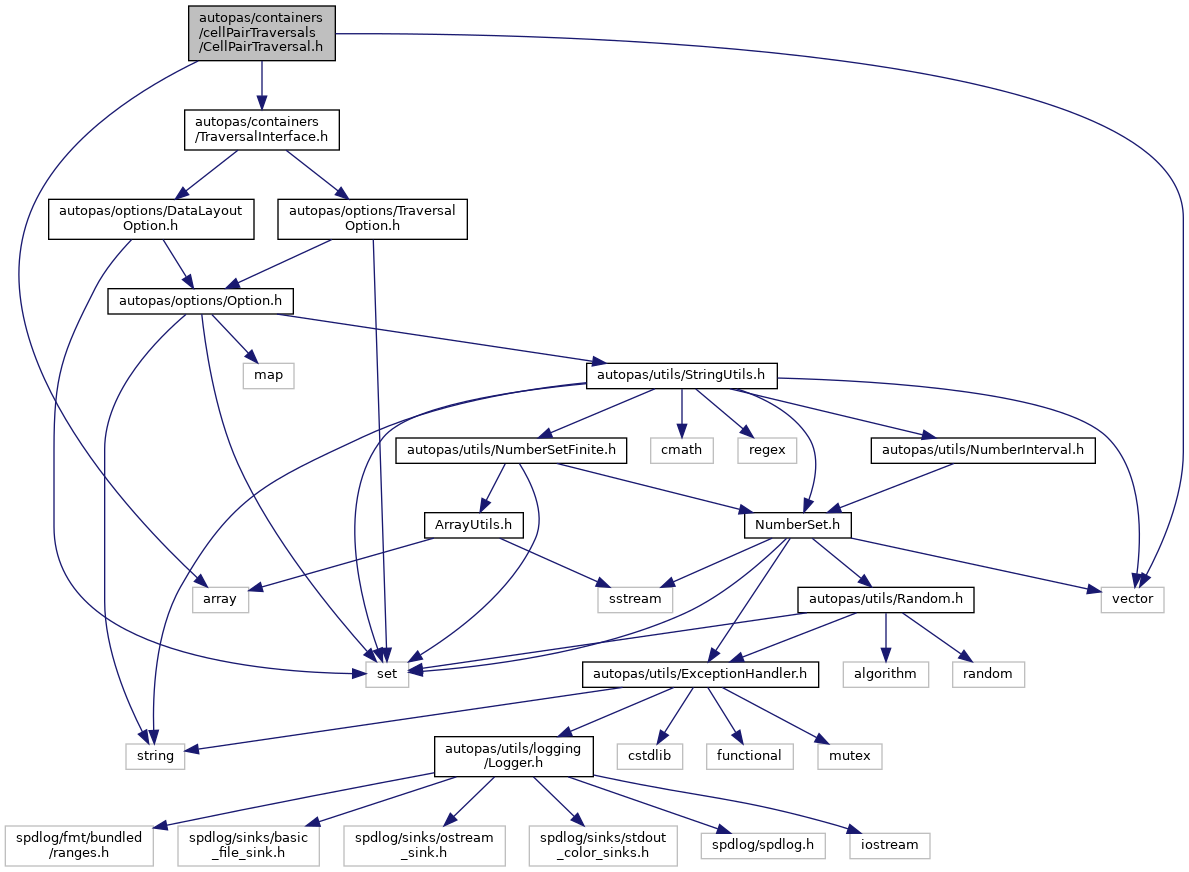 autopas/containers
/cellPairTraversals
/CellPairTraversal.h
autopas/containers
/TraversalInterface.h
autopas/options/DataLayout
Option.h
autopas/options/Traversal
Option.h
autopas/options/Option.h
map
autopas/utils/StringUtils.h
autopas/utils/NumberSetFinite.h
cmath
regex
autopas/utils/NumberInterval.h
ArrayUtils.h
NumberSet.h
array
sstream
autopas/utils/Random.h
vector
set
autopas/utils/ExceptionHandler.h
algorithm
random
string
autopas/utils/logging
/Logger.h
cstdlib
functional
mutex
spdlog/fmt/bundled
/ranges.h
spdlog/sinks/basic
_file_sink.h
spdlog/sinks/ostream
_sink.h
spdlog/sinks/stdout
_color_sinks.h
spdlog/spdlog.h
iostream